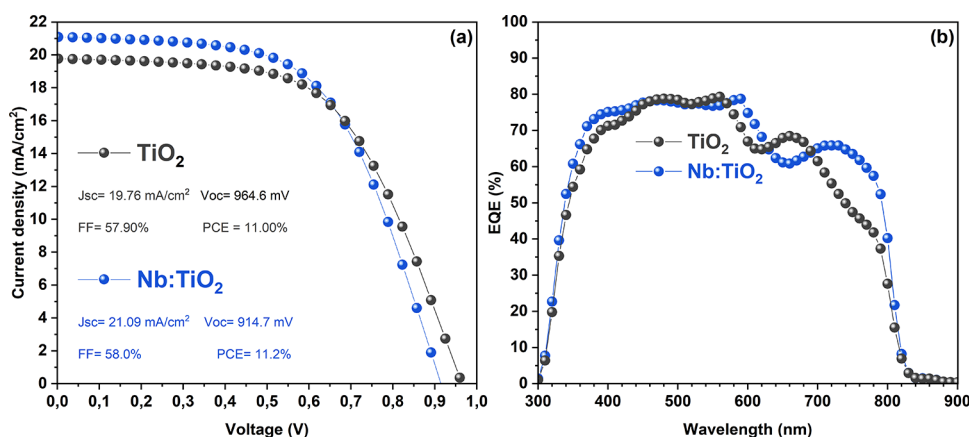 (a)
22
20
18
16
14
12
10
8
6
4
2
0
Current density (mA/cm²)
TiO₂
Jsc= 19.76 mA/cm² Voc= 964.6 mV
FF= 57.90% PCE = 11.00%
Nb:TiO₂
Jsc= 21.09 mA/cm² Voc= 914.7 mV
FF= 58.0% PCE= 11.2%
0,0 0,1 0,2 0,3 0,4 0,5 0,6 0,7 0,8 0,9 1,0
Voltage (V)
(b)
100
90
80
70
60
50
40
30
20
10
0
EQE (%)
TiO₂
Nb:TiO₂
300 400 500 600 700 800 900
Wavelength (nm)